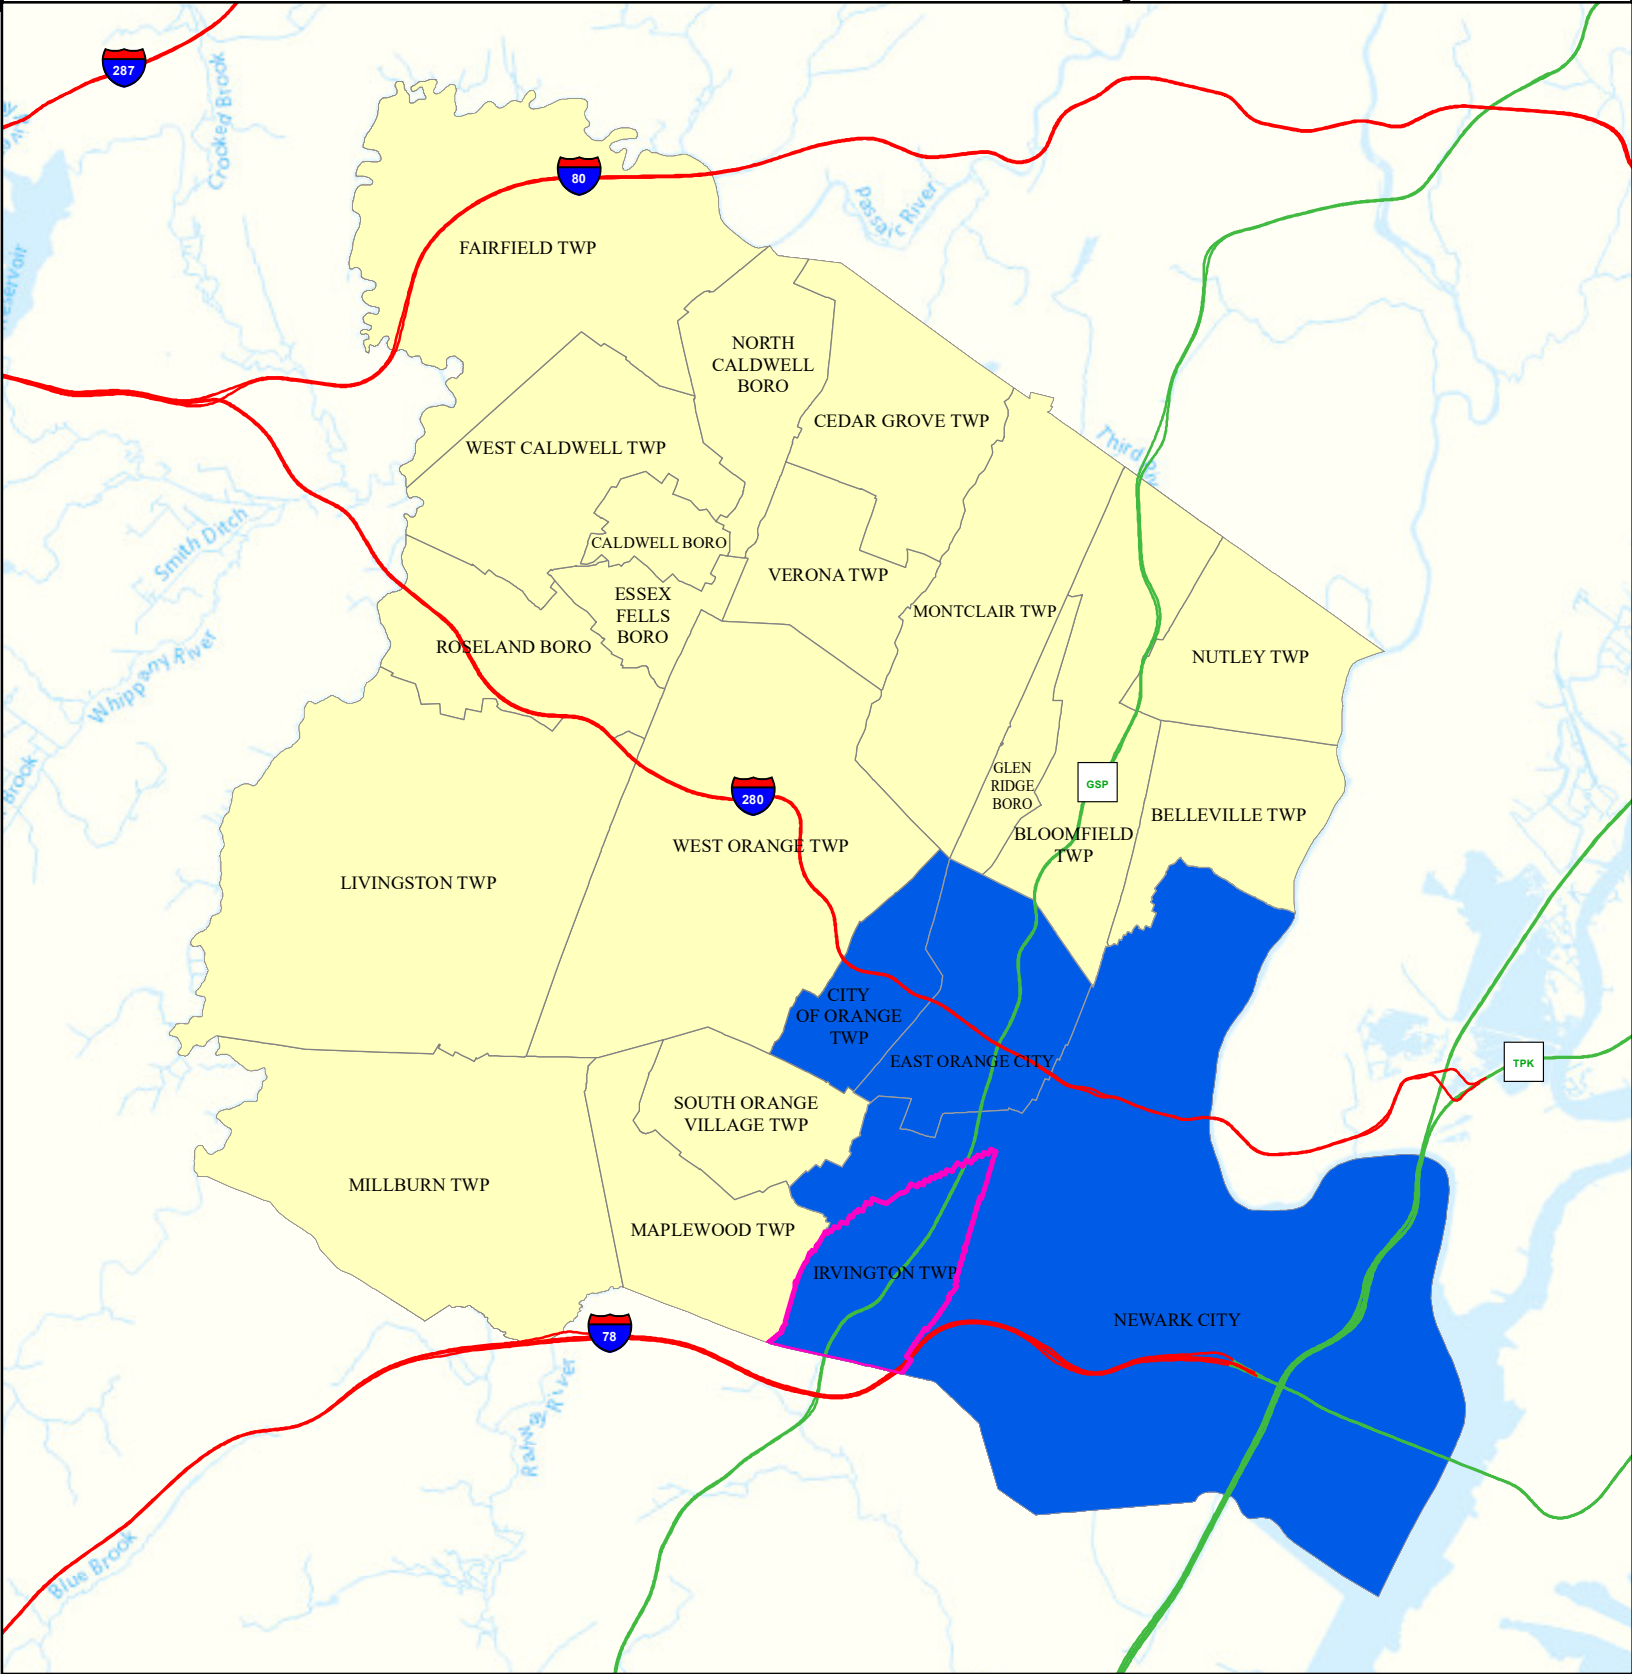 287
Crooked Brook
80
Passaic River
FAIRFIELD TWP
NORTH
CALDWELL
BORO
CEDAR GROVE TWP
WEST CALDWELL TWP
Third Riv
Smith Ditch
CALDWELL BORO
VERONA TWP
ESSEX
FELLS
BORO
MONTCLAIR TWP
ROSELAND BORO
NUTLEY TWP
Whippany River
Brook
GLEN
RIDGE
BORO
GSP
280
BELLEVILLE TWP
BLOOMFIELD
TWP
WEST ORANGE TWP
LIVINGSTON TWP
CITY
OF ORANGE
TWP
EAST ORANGE CITY
TPK
SOUTH ORANGE
VILLAGE TWP
MILLBURN TWP
MAPLEWOOD TWP
IRVINGTON TWP
NEWARK CITY
78
River
Blue Brook